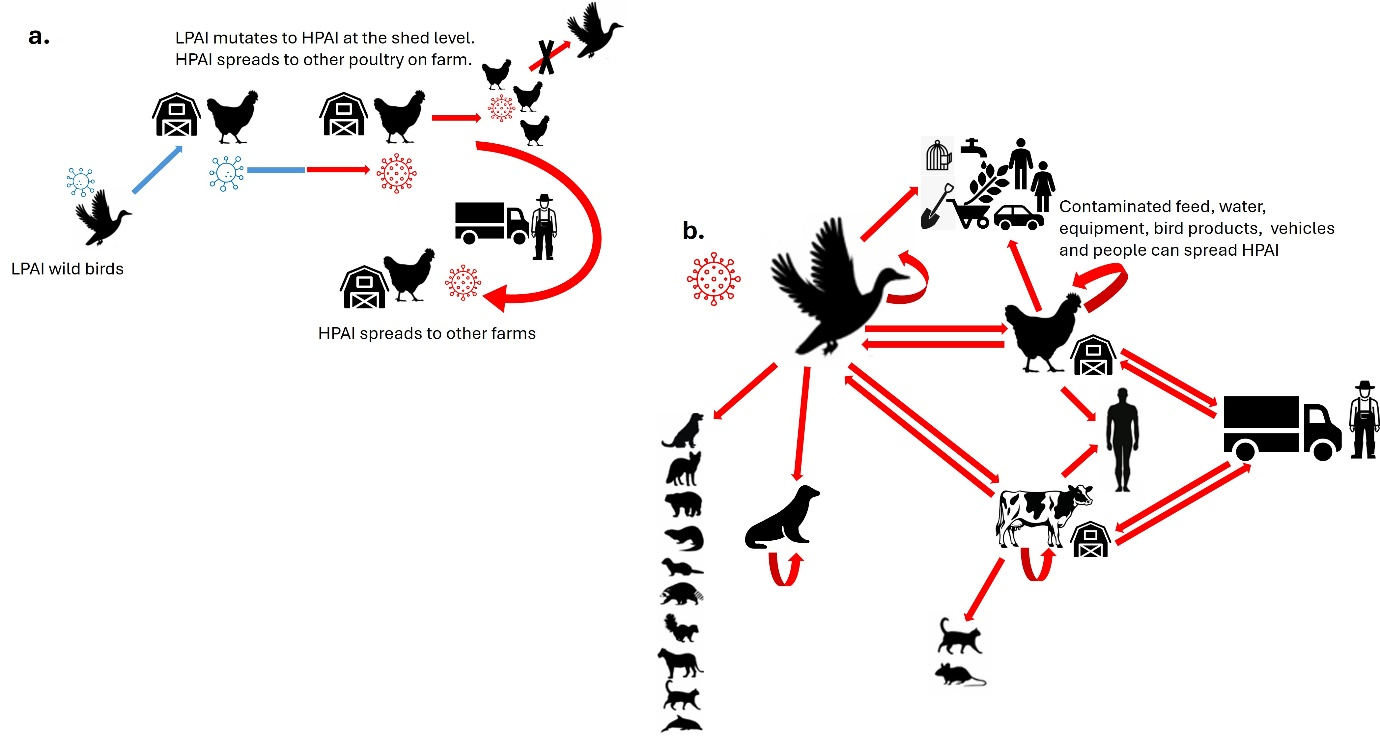 a.
LPAI mutates to HPAI at the shed level.
HPAI spreads to other poultry on farm.
LPAI wild birds
HPAI spreads to other farms
b.
Contaminated feed, water,
equipment, bird products, vehicles
and people can spread HPAI